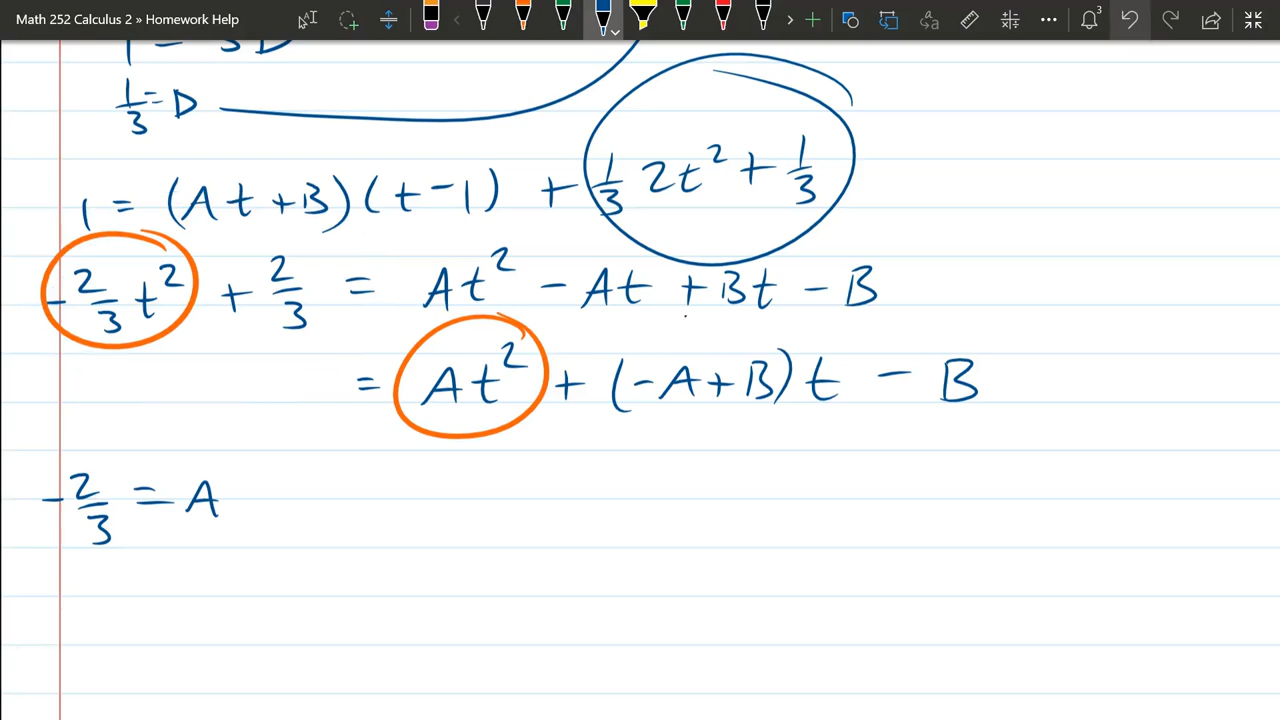 Math 252 Calculus 2 » Homework Help
3
1/3 = D
1 = (At + B)(t - 1) + 1/3 2t² + 1/3
-2/3 t² + 2/3 = At² - At + Bt - B
= At² + (-A + B)t - B
-2/3 = A